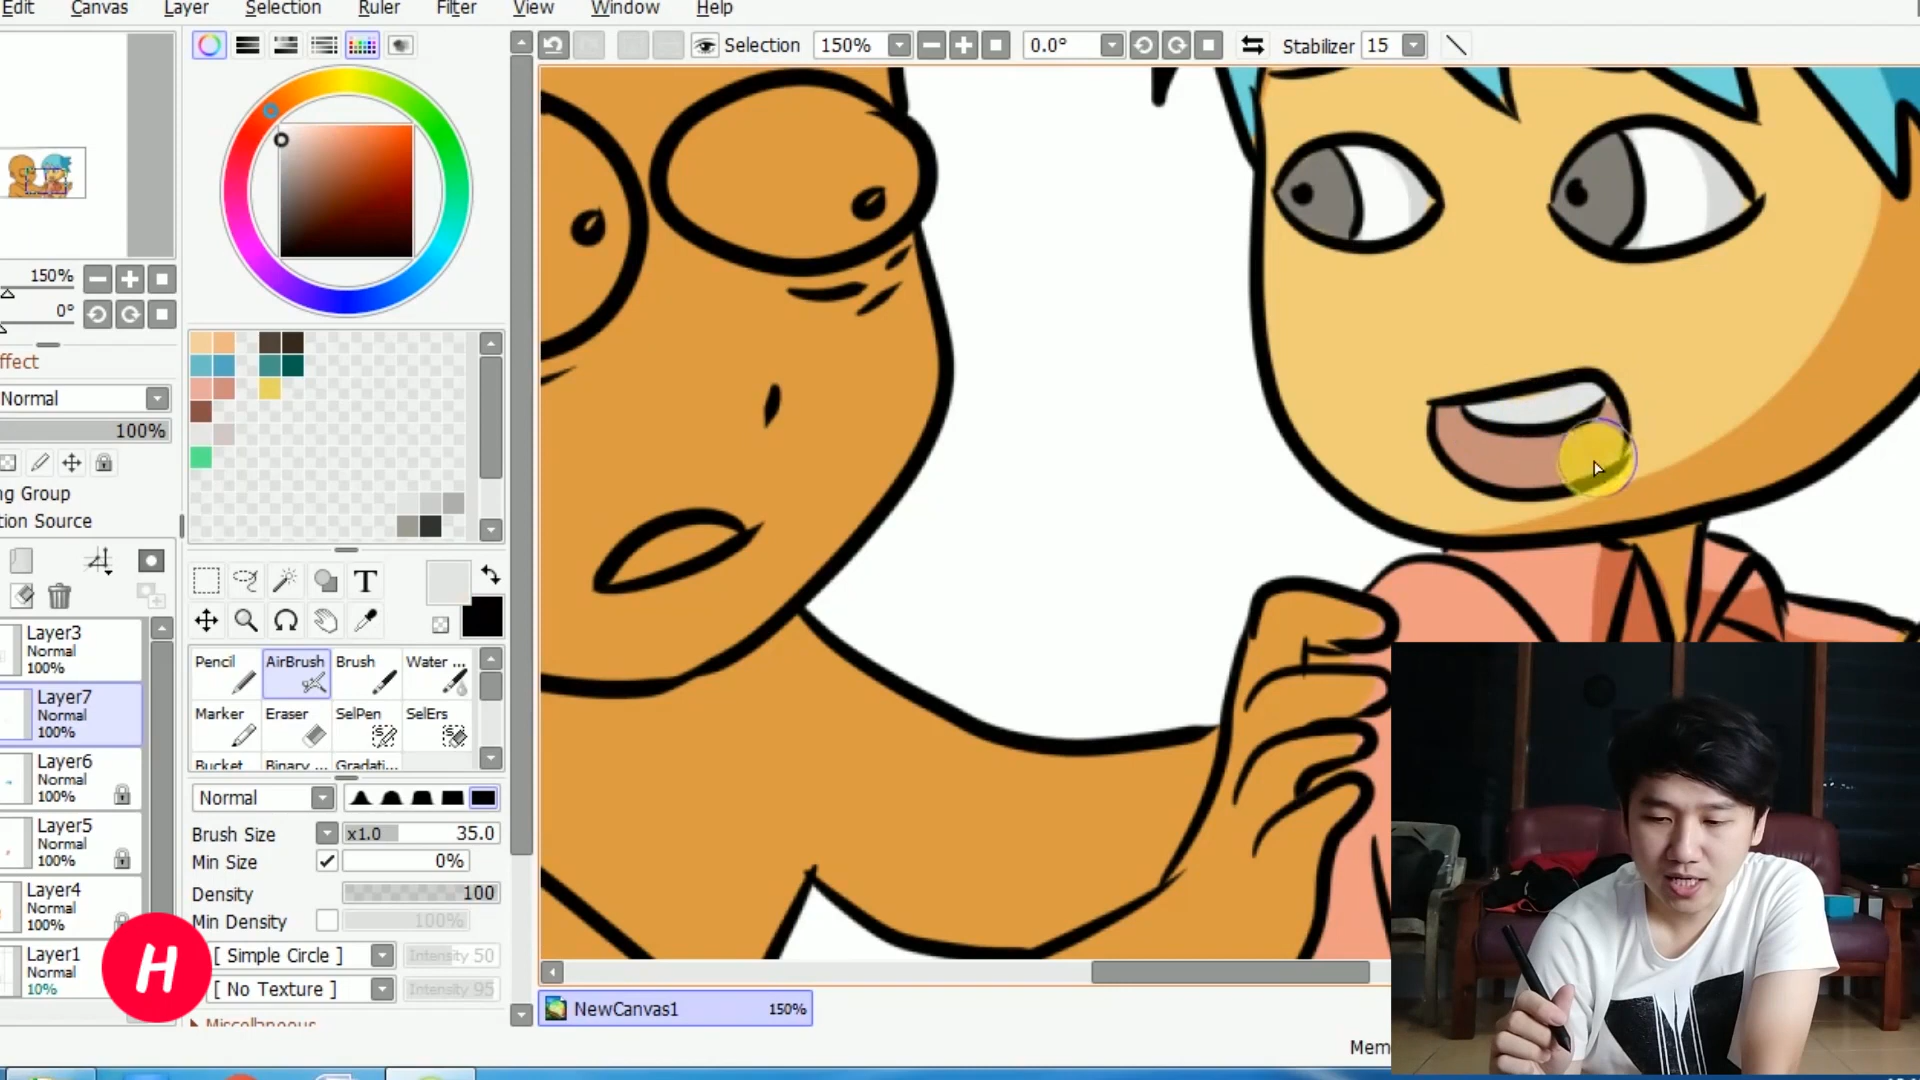 Edit Canvas Layer Selection Ruler Filter View Window Help
Selection 150% 0.0° Stabilizer 15
150%
0°
ffect
Normal
100%
ng Group
tion Source
Layer3
Normal
100%
Layer7
Normal
100%
Layer6
Normal
100%
Layer5
Normal
100%
Layer4
Normal
100%
Layer1
Normal
10%
T
Pencil AirBrush Brush Water ...
Marker Eraser SelPen SelErs
Bucket Binary ... Gradati...
Normal
Brush Size x1.0 35.0
Min Size 0%
Density 100
Min Density 100%
[ Simple Circle ] Intensity 50
[ No Texture ] Intensity 95
Miscellaneous
H
NewCanvas1 150%
Mem